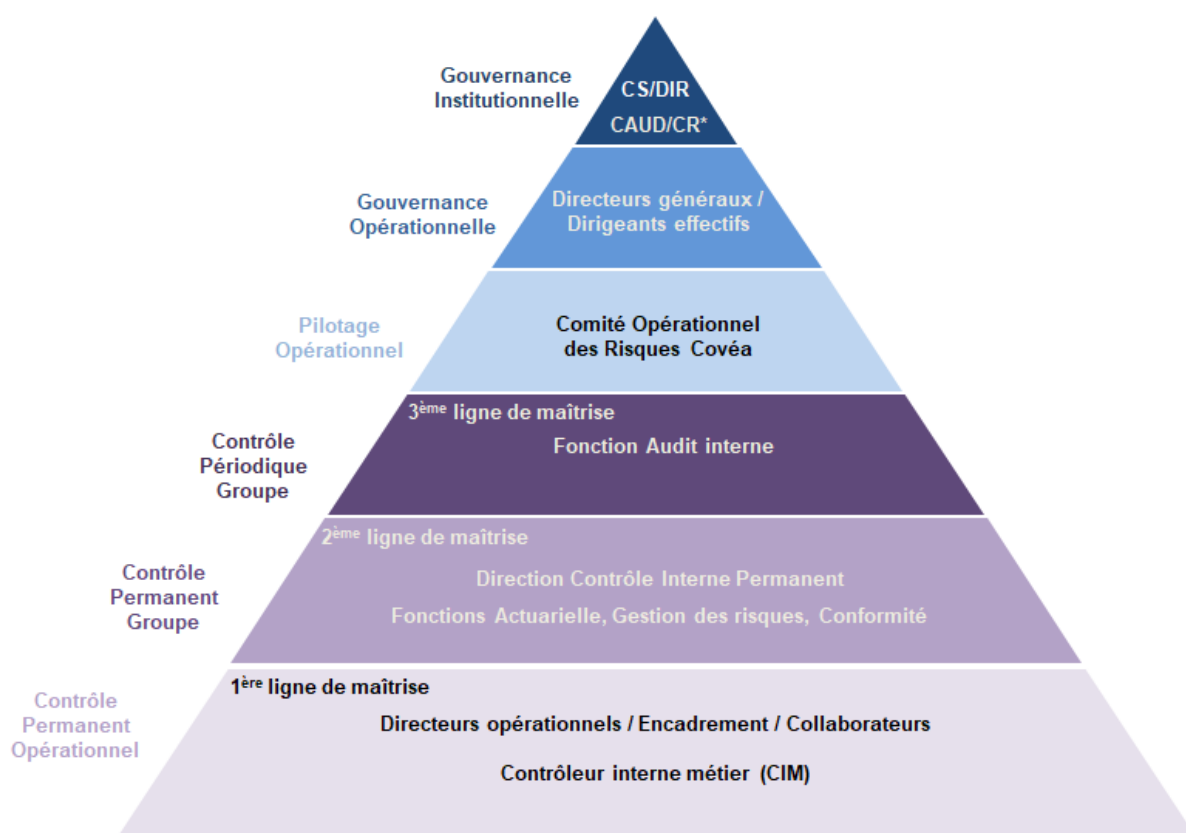 Gouvernance
Institutionnelle
CS/DIR
CAUD/CR*
Gouvernance
Opérationnelle
Directeurs généraux /
Dirigeants effectifs
Pilotage
Opérationnel
Comité Opérationnel
des Risques Covéa
Contrôle
Périodique
Groupe
3ème ligne de maîtrise
Fonction Audit interne
Contrôle
Permanent
Groupe
2ème ligne de maîtrise
Direction Contrôle Interne Permanent
Fonctions Actuarielle, Gestion des risques, Conformité
Contrôle
Permanent
Opérationnel
1ère ligne de maîtrise
Directeurs opérationnels / Encadrement / Collaborateurs
Contrôleur interne métier (CIM)